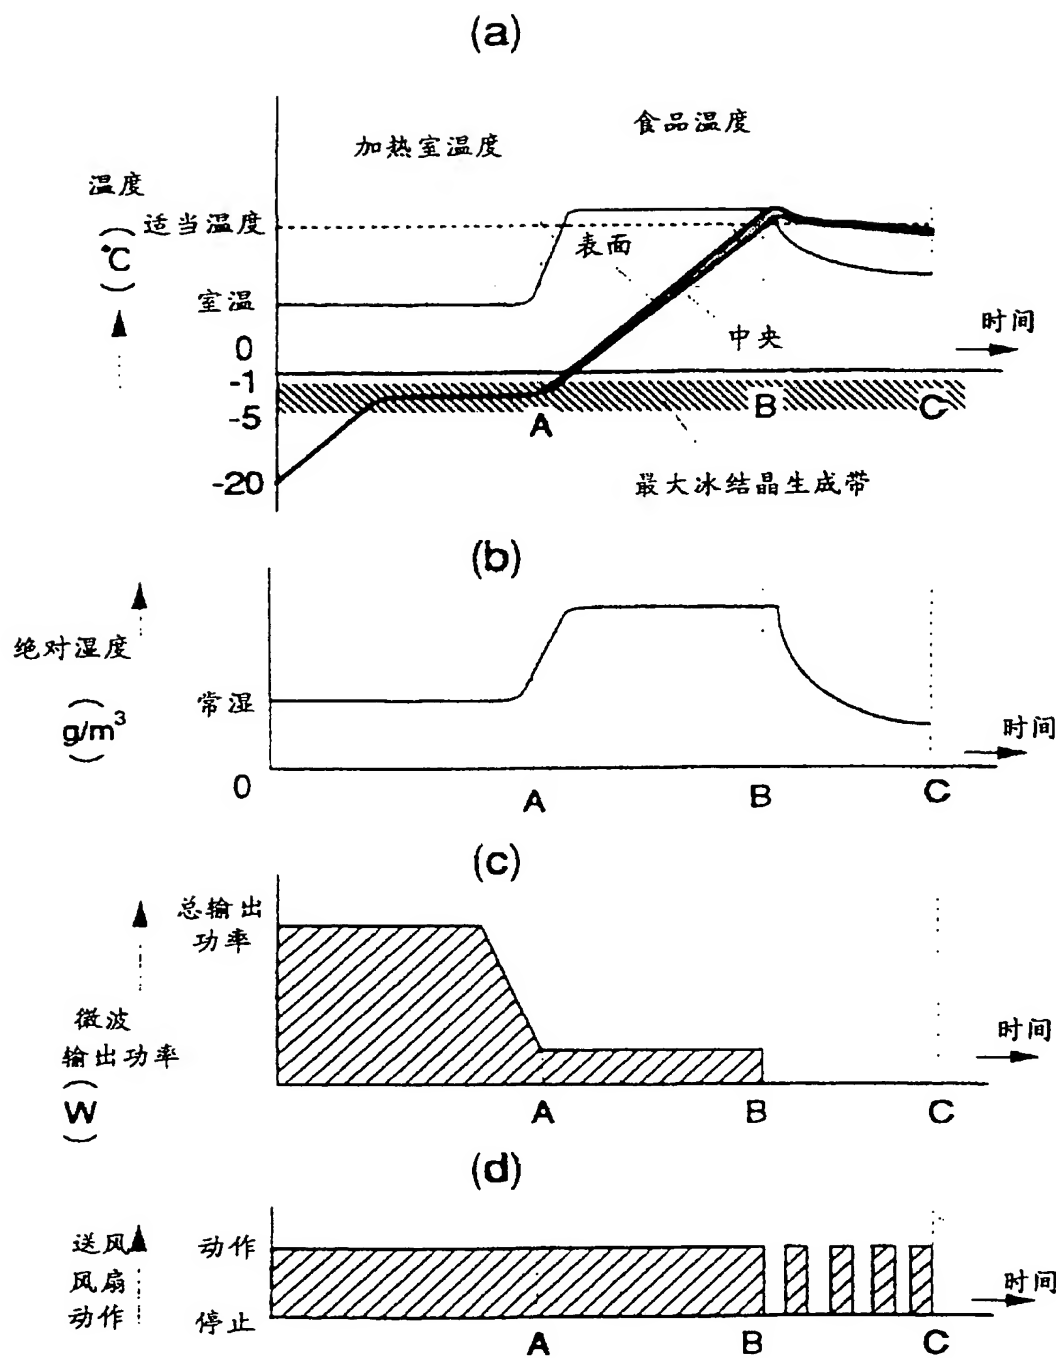 (a)
食品温度
加热室温度
温度
(℃)
适当温度
表面
室温
时间
0
中央
-1
-5
A
B
C
-20
最大冰结晶生成带
(b)
绝对湿度
(g/m³)
常湿
时间
0
A
B
C
(c)
总输出
功率
微波
输出功率
(W)
时间
A
B
C
(d)
送风
风扇
动作
动作
停止
时间
A
B
C